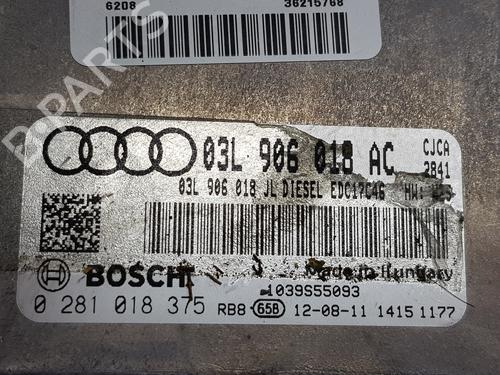 6208 36215768
03L 906 018 AC CJCA
2841
03L 906 018 JL DIESEL EDC17C46 HW:
BOSCH
Made in Hungary
1039S55093
0 281 018 375 RB8 65B 12-08-11 1415 1177
B-PARTS